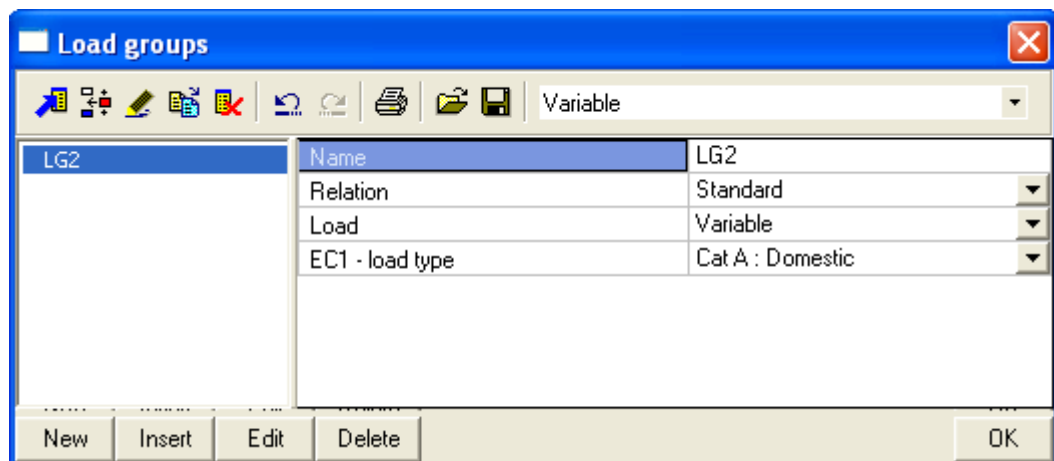 Load groups
Variable
LG2
Name LG2
Relation Standard
Load Variable
EC1 - load type Cat A : Domestic
New Insert Edit Delete OK